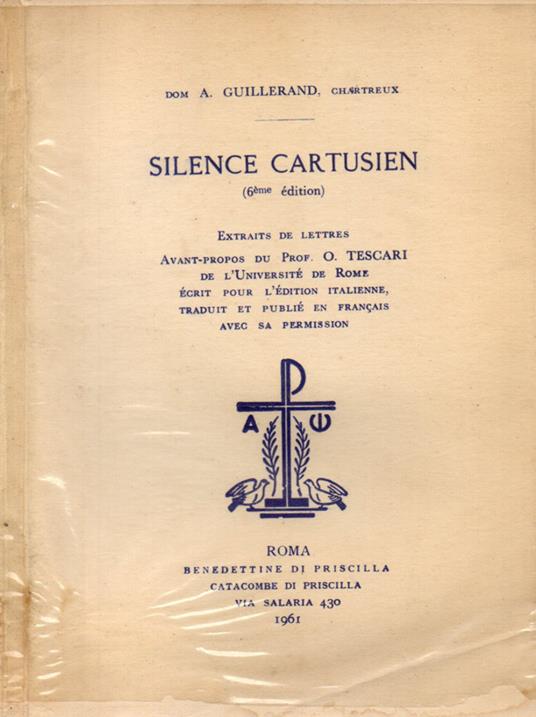 DOM A. GUILLERAND, CHARTREUX
SILENCE CARTUSIEN
(6ème édition)
EXTRAITS DE LETTRES
AVANT-PROPOS DU PROF. O. TESCARI
DE L'UNIVERSITÉ DE ROME
ÉCRIT POUR L'ÉDITION ITALIENNE,
TRADUIT ET PUBLIÉ EN FRANÇAIS
AVEC SA PERMISSION
Α Ω
ROMA
BENEDETTINE DI PRISCILLA
CATACOMBE DI PRISCILLA
VIA SALARIA 430
1961